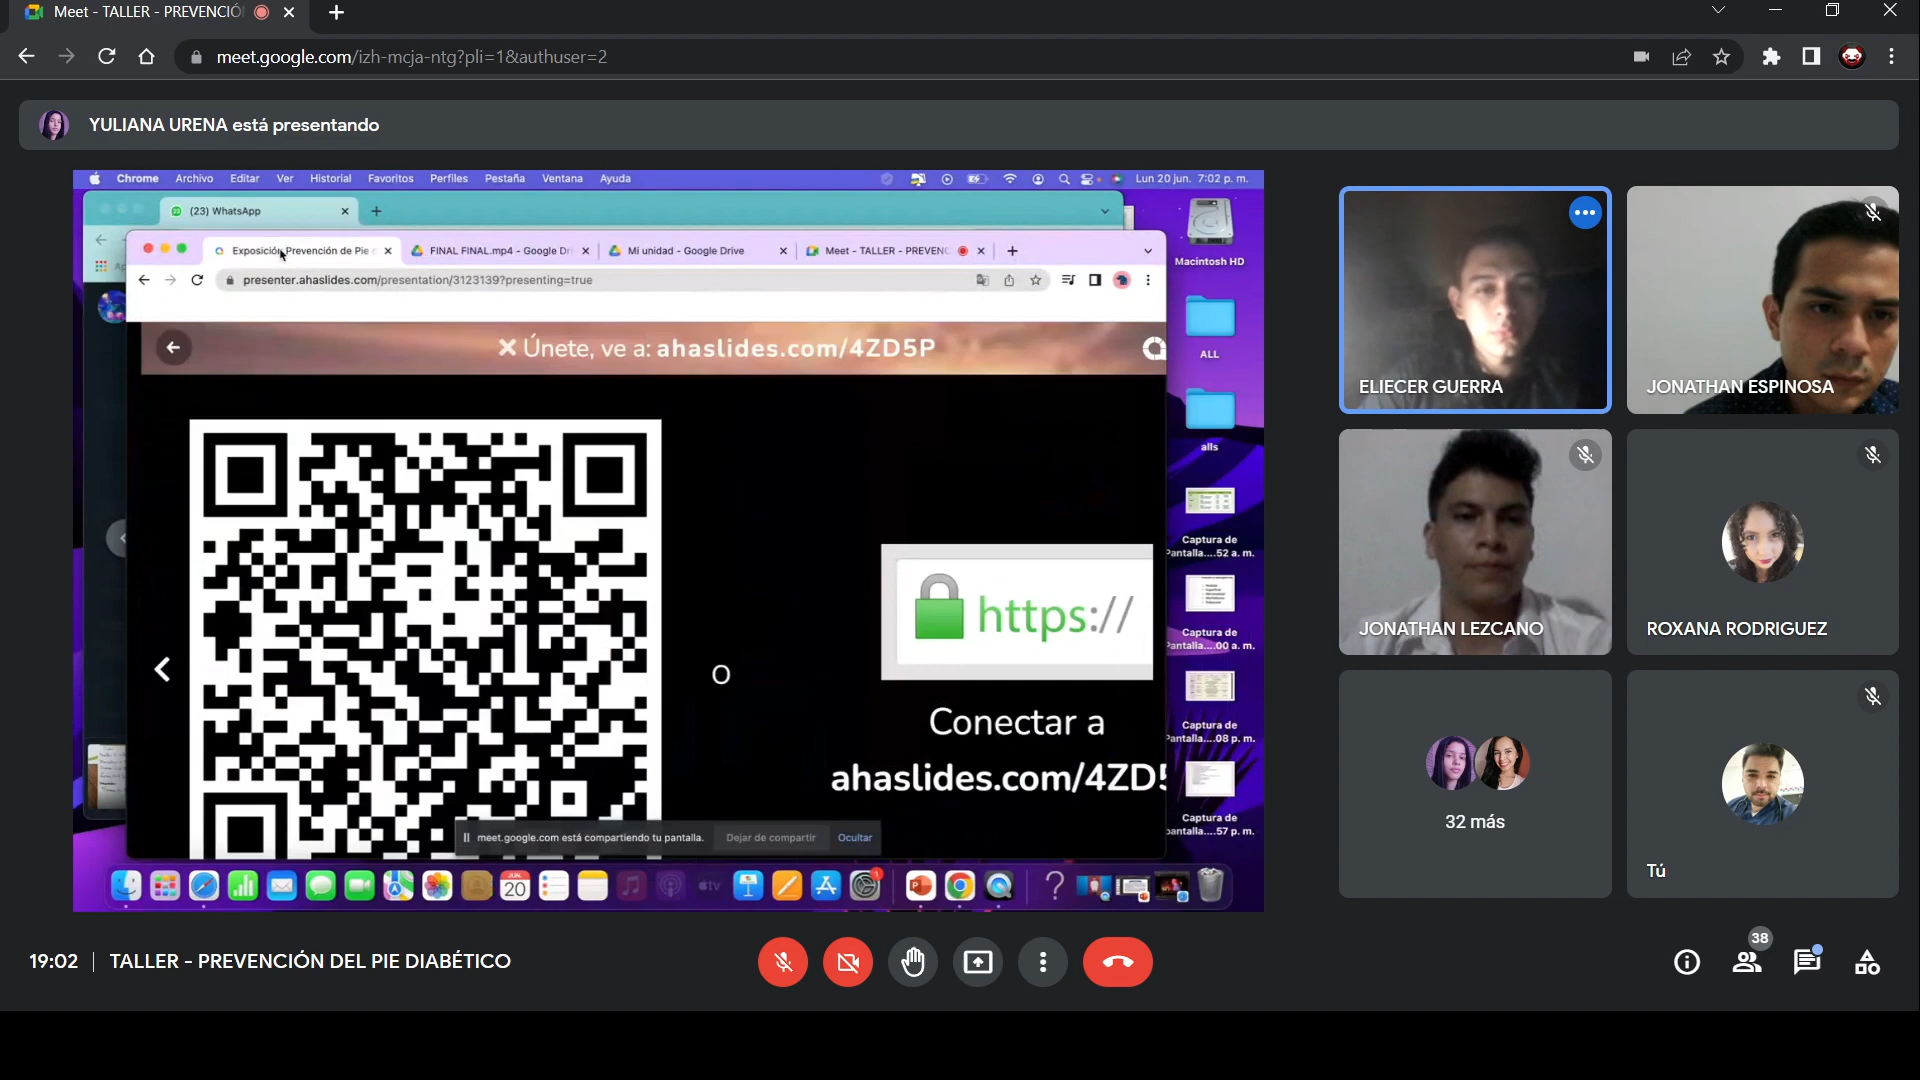 Meet - TALLER - PREVENCIÓ
meet.google.com/izh-mcja-ntg?pli=1&authuser=2
YULIANA URENA está presentando
Chrome Archivo Editar Ver Historial Favoritos Perfiles Pestaña Ventana Ayuda
Lun 20 jun. 7:02 p. m.
(23) WhatsApp
Exposición Prevención de Pie
FINAL FINAL.mp4 - Google Dri
Mi unidad - Google Drive
Meet - TALLER - PREVENC
presenter.ahaslides.com/presentation/3123139?presenting=true
Únete, ve a: ahaslides.com/4ZD5P
https://
O
Conectar a
ahaslides.com/4ZD5
meet.google.com está compartiendo tu pantalla.
Dejar de compartir
Ocultar
Macintosh HD
ALL
alls
Captura de
Pantalla....52 a. m.
Captura de
Pantalla....00 a. m.
Captura de
Pantalla....08 p. m.
Captura de
pantalla....57 p. m.
JUN.
20
tv
1
ELIECER GUERRA
JONATHAN ESPINOSA
JONATHAN LEZCANO
ROXANA RODRIGUEZ
32 más
Tú
19:02
TALLER - PREVENCIÓN DEL PIE DIABÉTICO
38